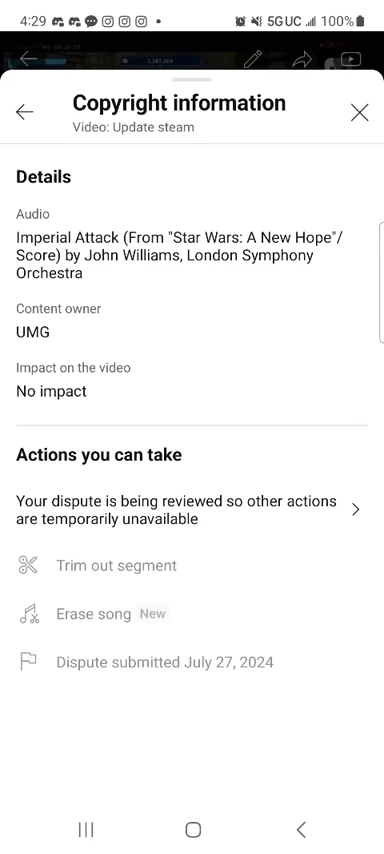 4:29
5GUC
100%
1,187,264
Copyright information
Video: Update steam
Details
Audio
Imperial Attack (From "Star Wars: A New Hope"/
Score) by John Williams, London Symphony
Orchestra
Content owner
UMG
Impact on the video
No impact
Actions you can take
Your dispute is being reviewed so other actions
are temporarily unavailable
Trim out segment
Erase song New
Dispute submitted July 27, 2024